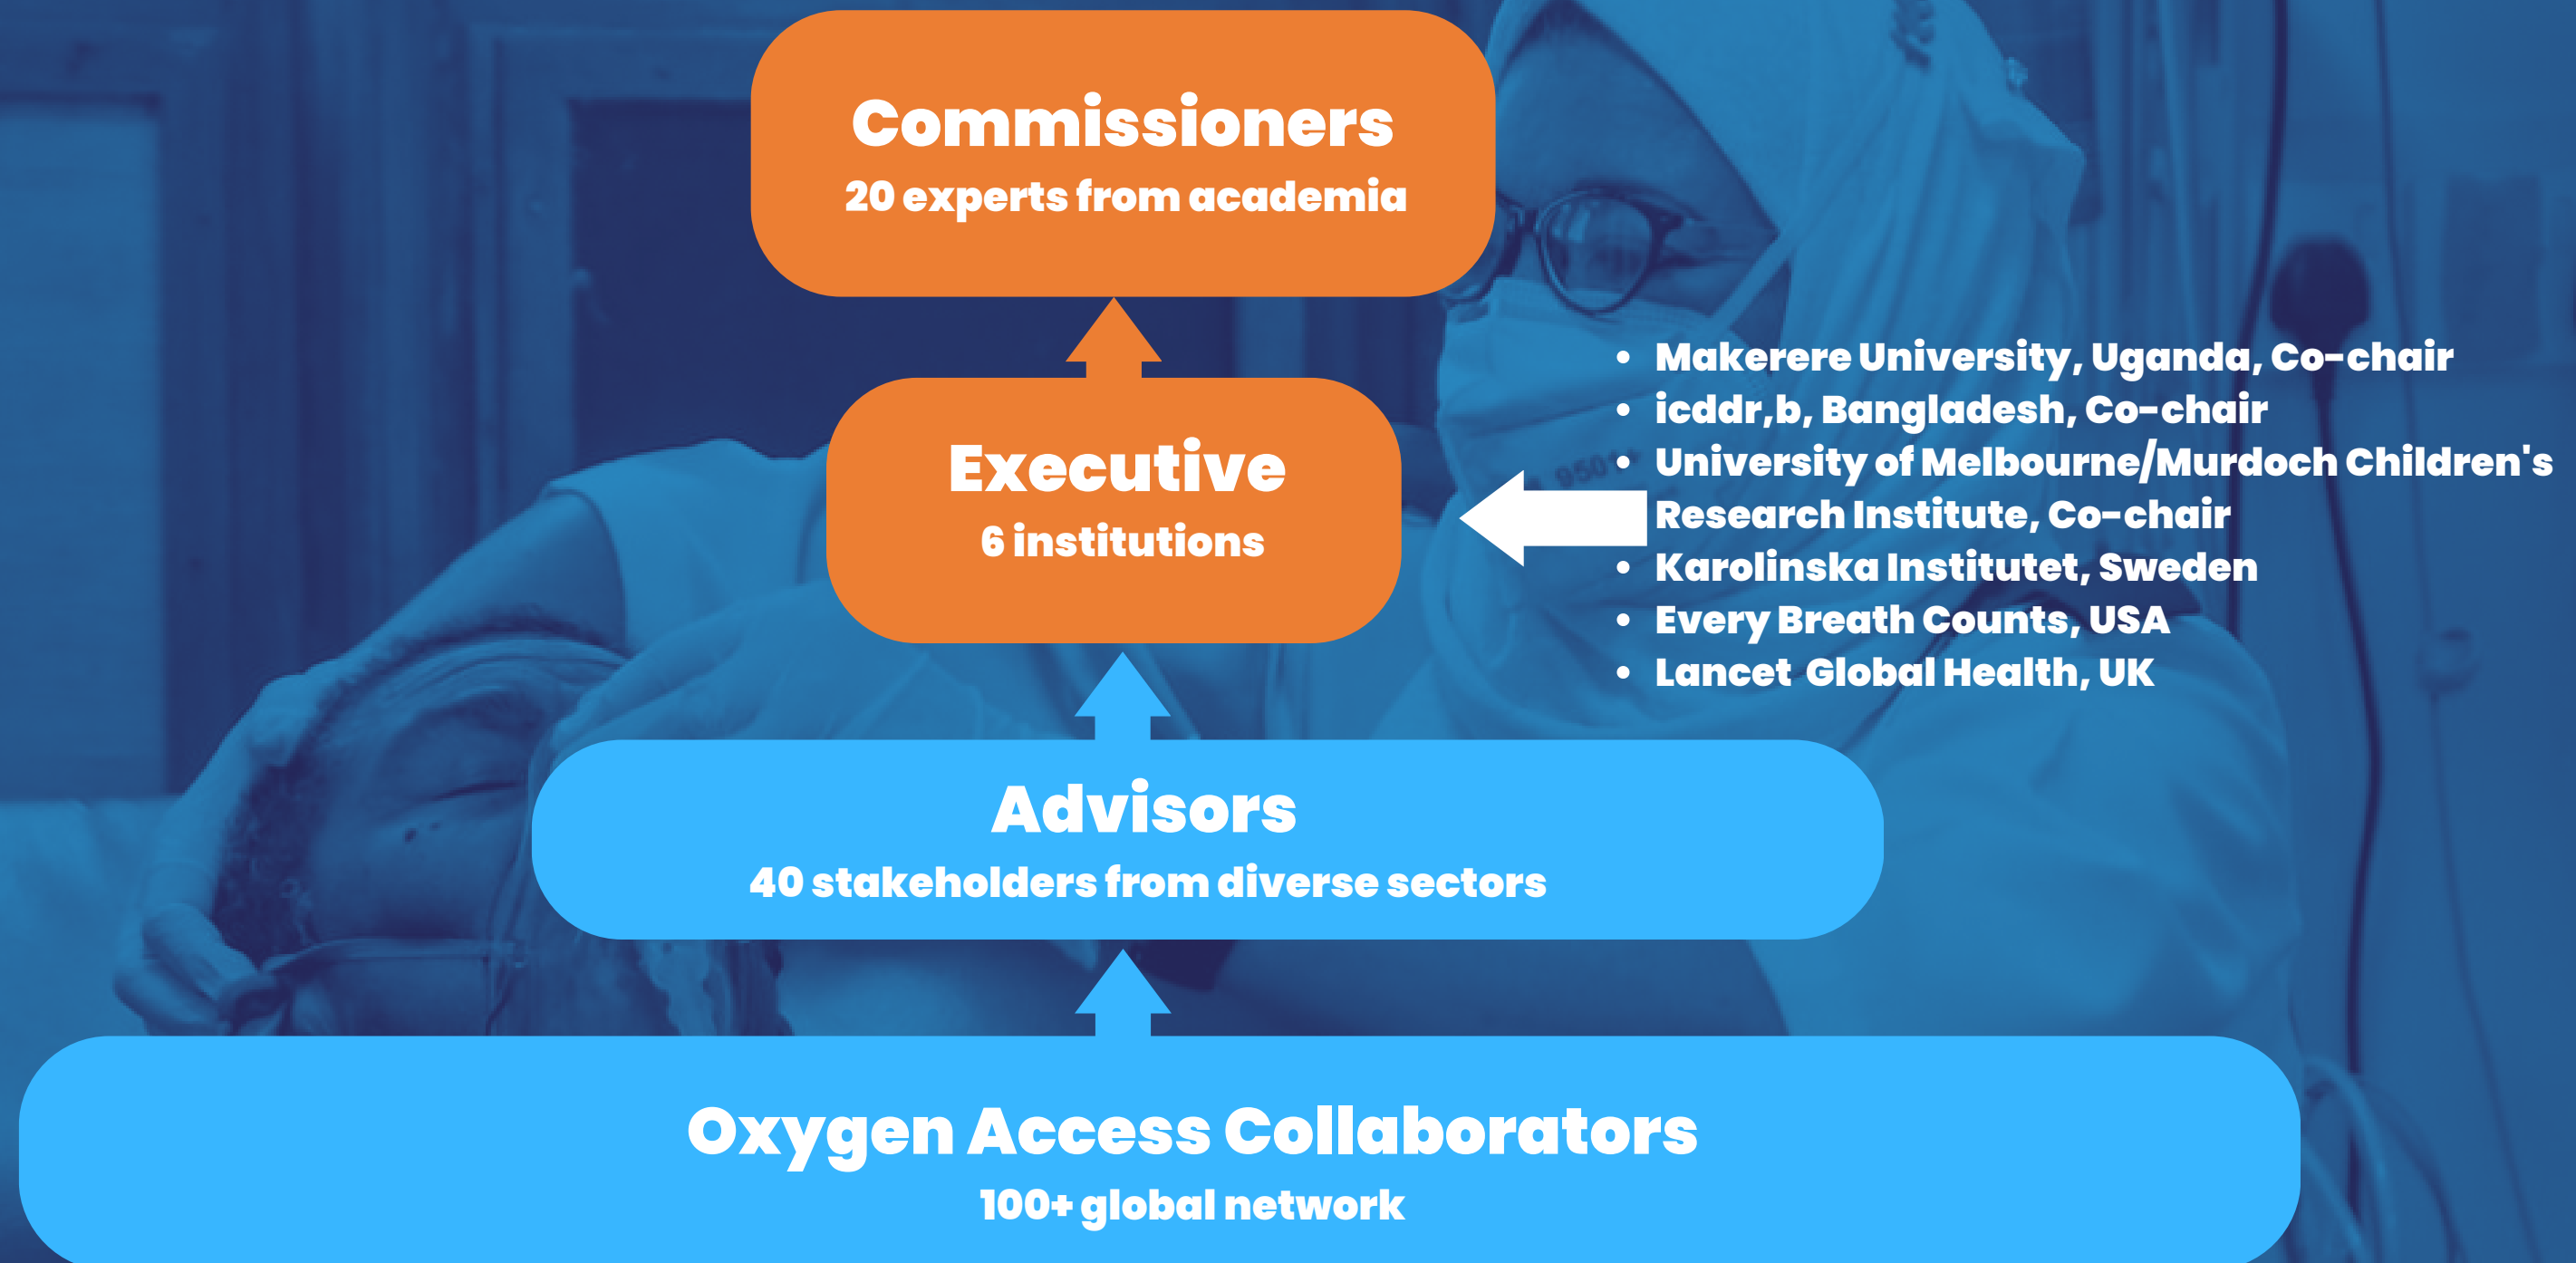 Commissioners
20 experts from academia
Executive
6 institutions
• Makerere University, Uganda, Co-chair
• icddr,b, Bangladesh, Co-chair
• University of Melbourne/Murdoch Children's
Research Institute, Co-chair
• Karolinska Institutet, Sweden
• Every Breath Counts, USA
• Lancet Global Health, UK
Advisors
40 stakeholders from diverse sectors
Oxygen Access Collaborators
100+ global network